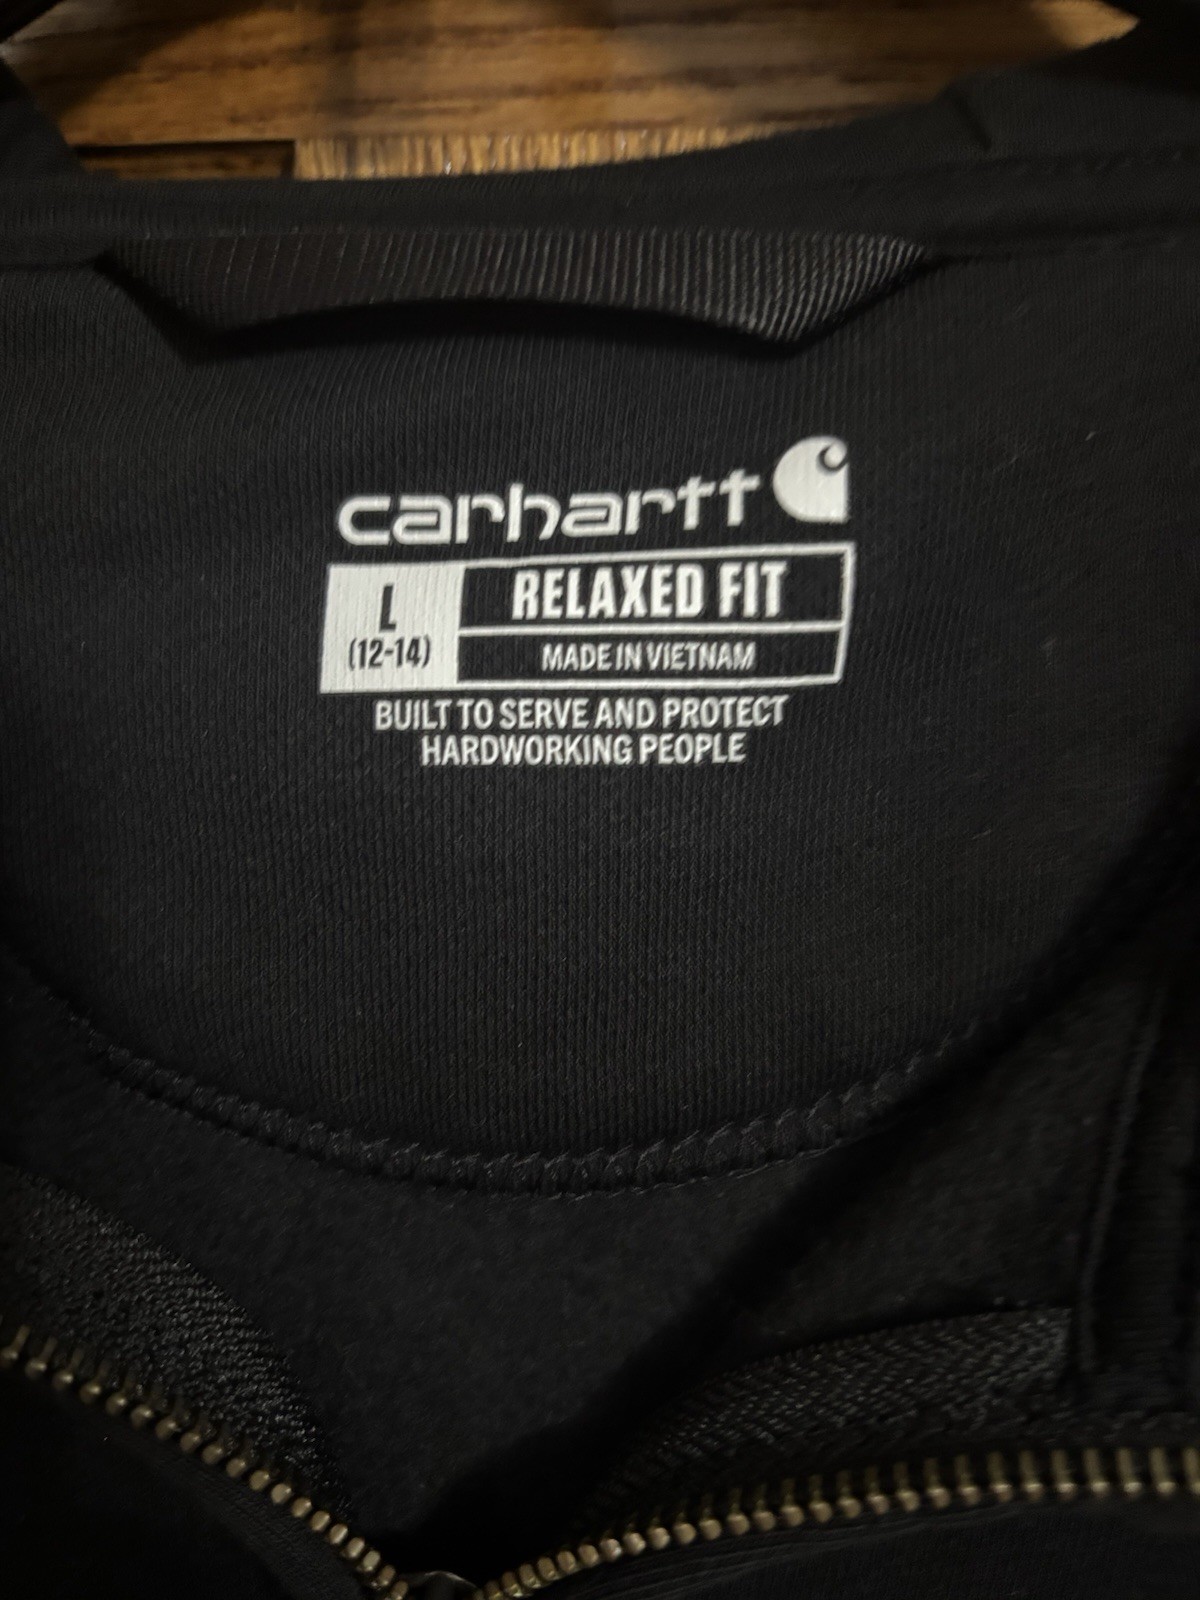 carhartt
L
(12-14)
RELAXED FIT
MADE IN VIETNAM
BUILT TO SERVE AND PROTECT
HARDWORKING PEOPLE